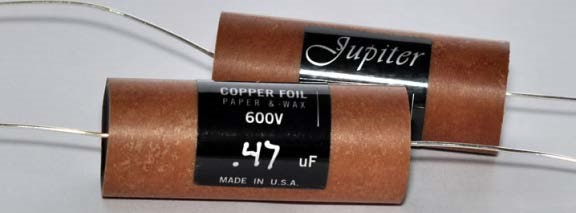 Jupiter
COPPER FOIL
PAPER & WAX
600V
.47 uF
MADE IN U.S.A.